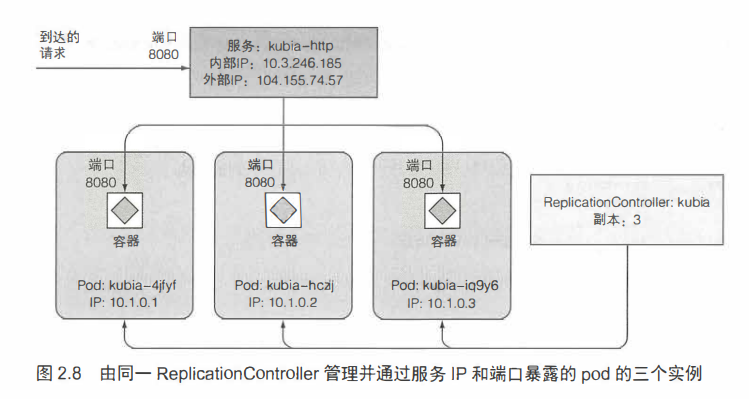 到达的
请求
端口
8080
服务：kubia-http
内部IP：10.3.246.185
外部IP：104.155.74.57
端口
8080
容器
Pod: kubia-4jfyf
IP: 10.1.0.1
端口
8080
容器
Pod: kubia-hczij
IP: 10.1.0.2
端口
8080
容器
Pod: kubia-iq9y6
IP: 10.1.0.3
ReplicationController: kubia
副本：3
图 2.8 由同一 ReplicationController 管理并通过服务 IP 和端口暴露的 pod 的三个实例